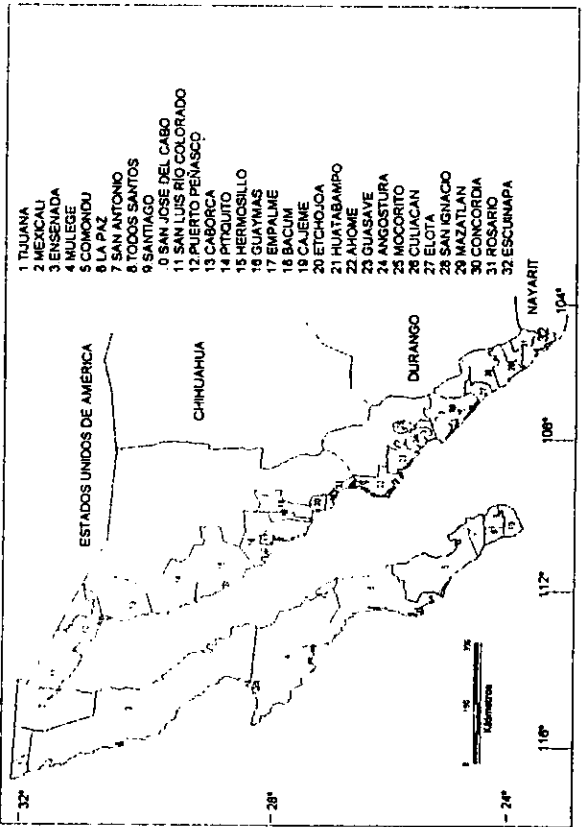 1 TIJUANA
2 MEXICALI
3 ENSENADA
4 MULEGE
5 COMONDU
6 LA PAZ
7 SAN ANTONIO
8 TODOS SANTOS
9 SANTIAGO
.0 SAN JOSE DEL CABO
11 SAN LUIS RÍO COLORADO
12 PUERTO PEÑASCO
13 CABORCA
14 PITIQUITO
15 HERMOSILLO
16 GUAYMAS
17 EMPALME
18 BACUM
19 CAJEME
20 ETCHOJOA
21 HUATABAMPO
22 AHOME
23 GUASAVE
24 ANGOSTURA
25 MOCORITO
26 CULIACAN
27 ELOTA
28 SAN IGNACIO
29 MAZATLAN
30 CONCORDIA
31 ROSARIO
32 ESCUINAPA
ESTADOS UNIDOS DE AMÉRICA
CHIHUAHUA
DURANGO
NAYARIT
32
32°
28°
24°
116°
112°
108°
104°
Kilómetros